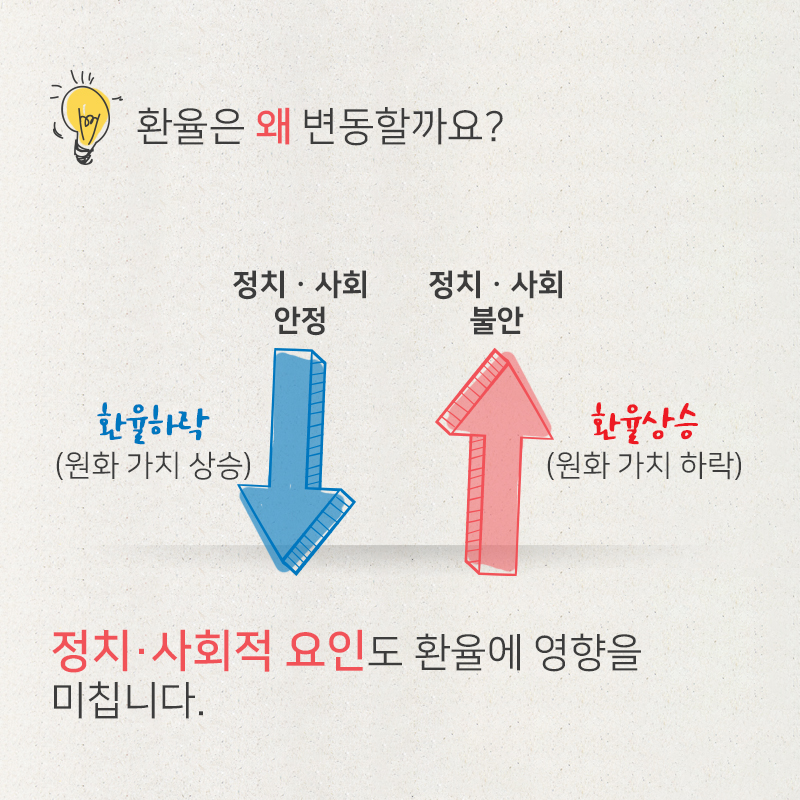 환율은 왜 변동할까요?
정치 · 사회
안정
정치 · 사회
불안
환율하락
(원화 가치 상승)
환율상승
(원화 가치 하락)
정치·사회적 요인도 환율에 영향을
미칩니다.